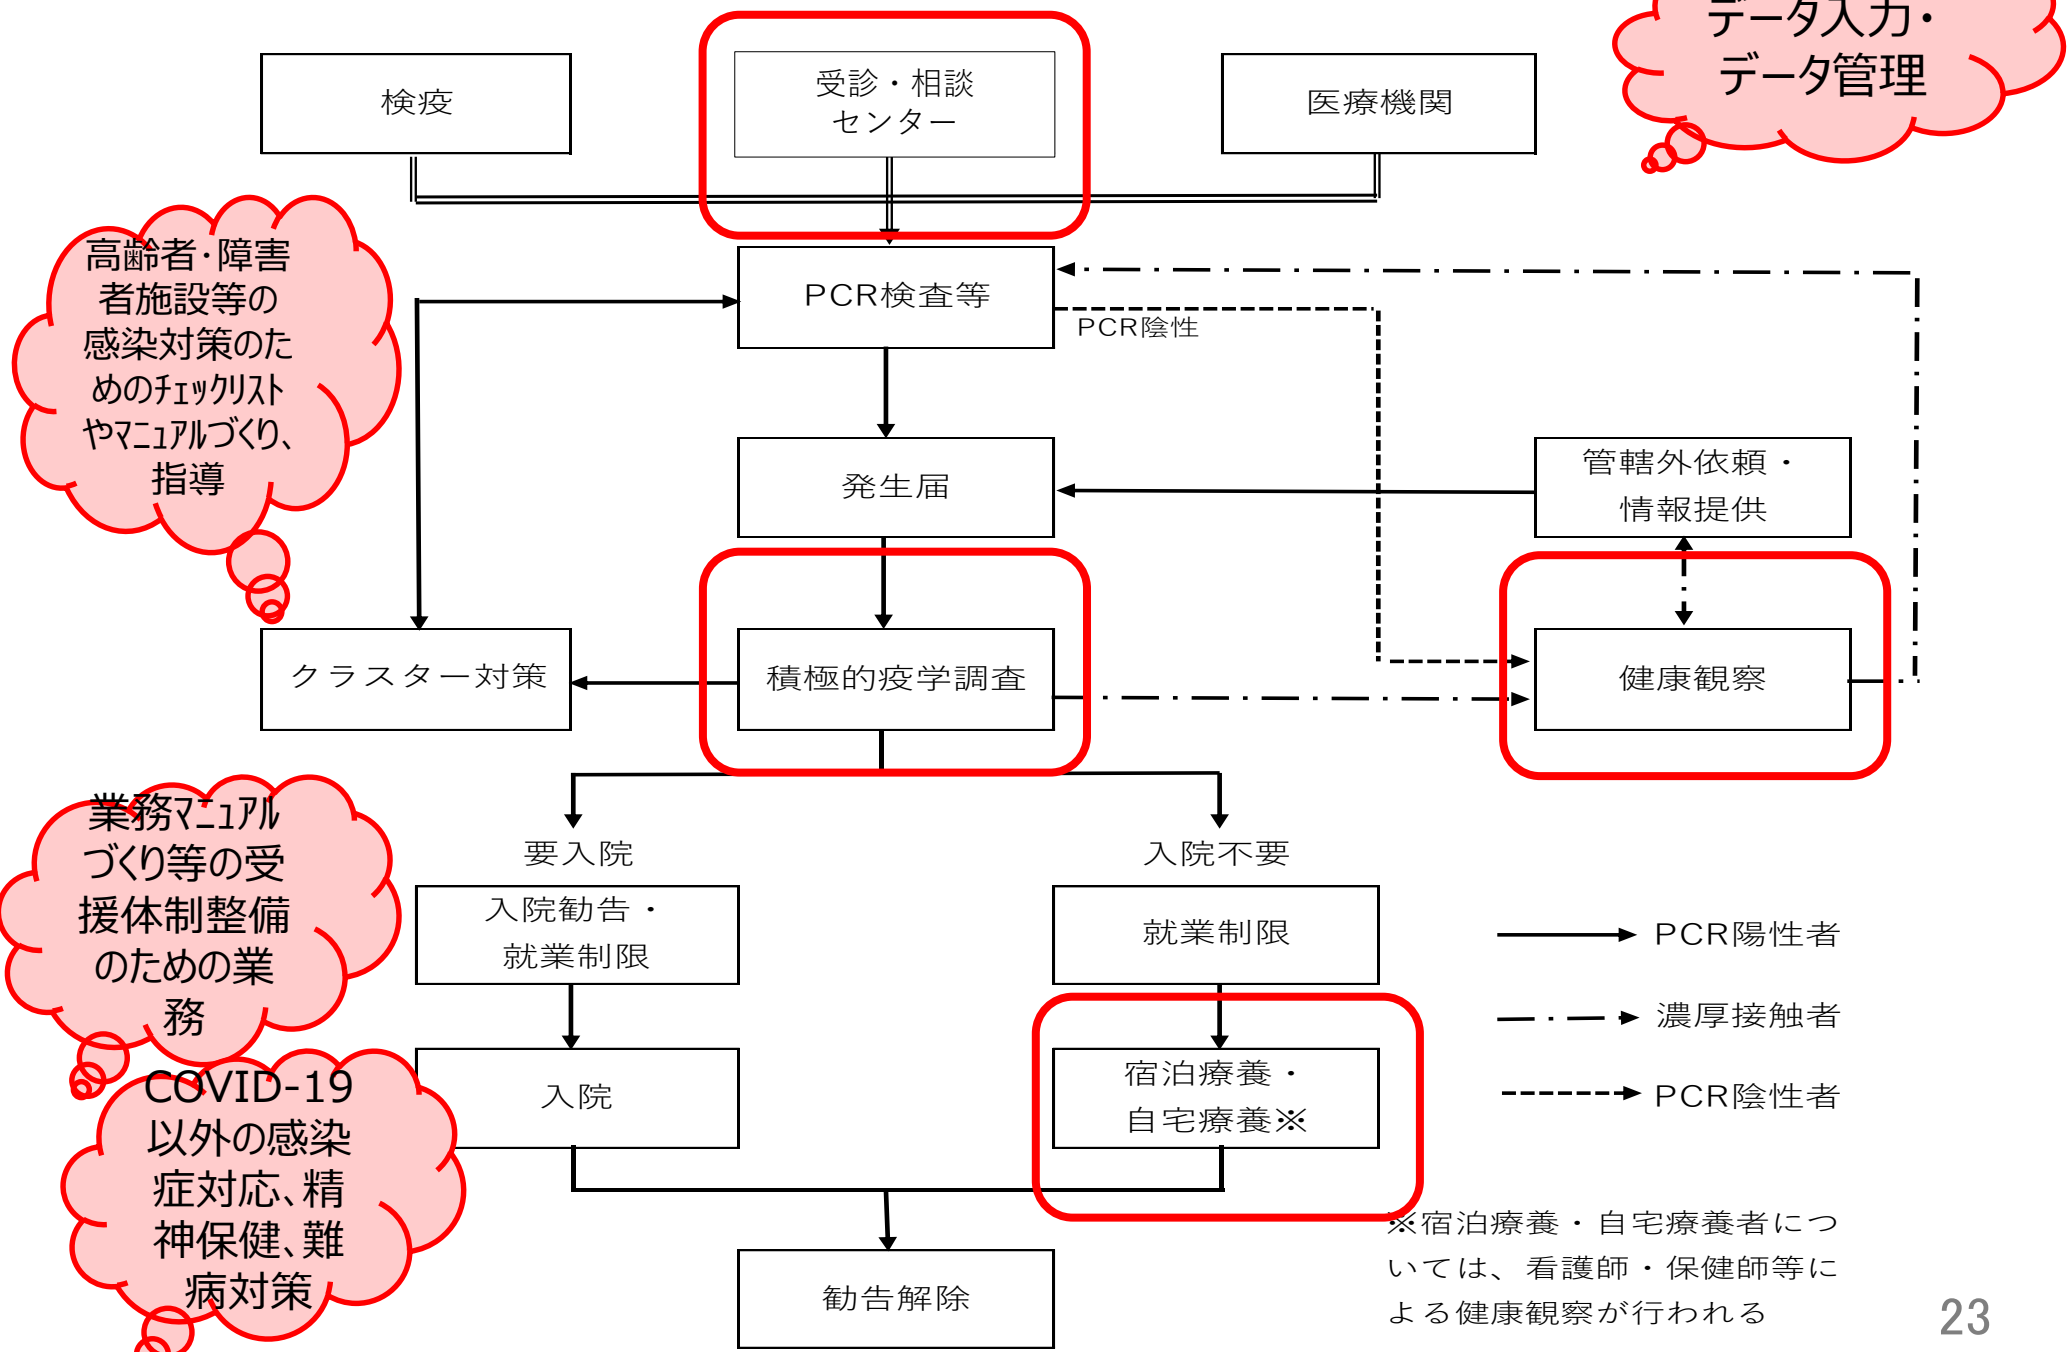 データ入力・
データ管理
検疫
受診・相談
センター
医療機関
高齢者・障害
者施設等の
感染対策のた
めのﾁｪｯｸﾘｽﾄ
やﾏﾆｭｱﾙづくり、
指導
PCR検査等
PCR陰性
発生届
管轄外依頼・
情報提供
クラスター対策
積極的疫学調査
健康観察
業務ﾏﾆｭｱﾙ
づくり等の受
援体制整備
のための業
務
要入院
入院不要
入院勧告・
就業制限
就業制限
PCR陽性者
濃厚接触者
PCR陰性者
COVID-19
以外の感染
症対応、精
神保健、難
病対策
入院
宿泊療養・
自宅療養※
勧告解除
※宿泊療養・自宅療養者につ
いては、看護師・保健師等に
よる健康観察が行われる
23